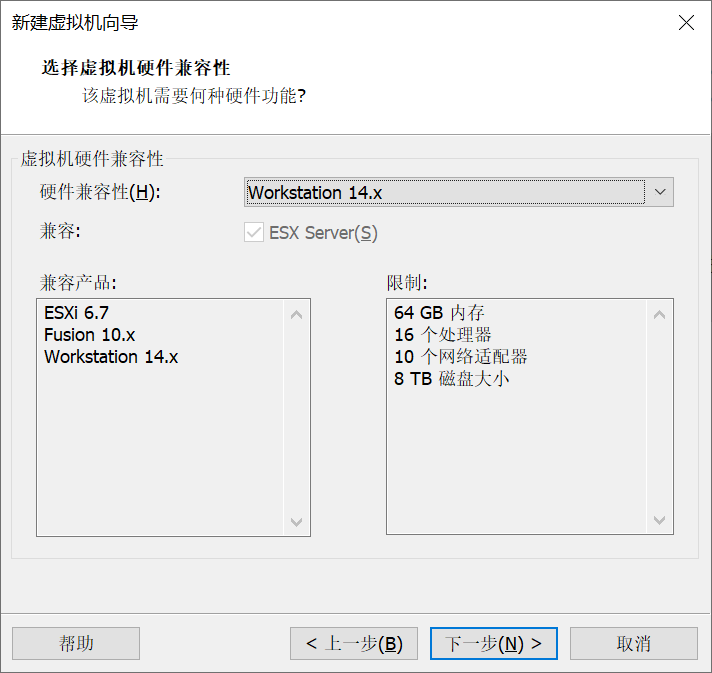 新建虚拟机向导
选择虚拟机硬件兼容性
该虚拟机需要何种硬件功能?
虚拟机硬件兼容性
硬件兼容性(H):
Workstation 14.x
兼容:
ESX Server(S)
兼容产品:
ESXi 6.7
Fusion 10.x
Workstation 14.x
限制:
64 GB 内存
16 个处理器
10 个网络适配器
8 TB 磁盘大小
帮助
< 上一步(B)
下一步(N) >
取消